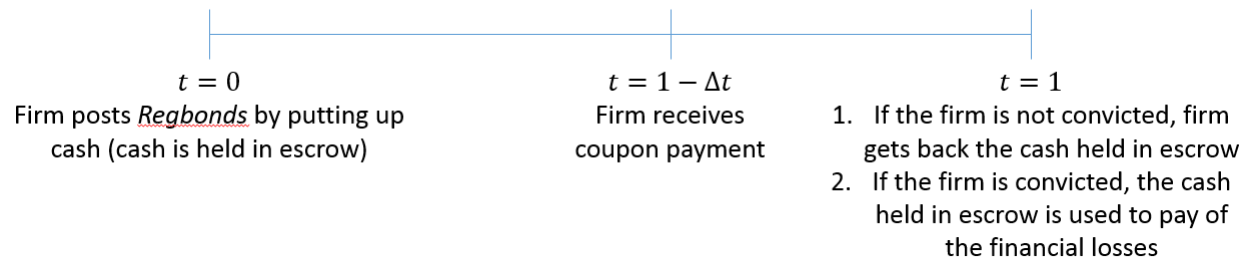 t = 0
Firm posts Regbonds by putting up
cash (cash is held in escrow)
t = 1 − Δt
Firm receives
coupon payment
t = 1
1. If the firm is not convicted, firm
gets back the cash held in escrow
2. If the firm is convicted, the cash
held in escrow is used to pay of
the financial losses